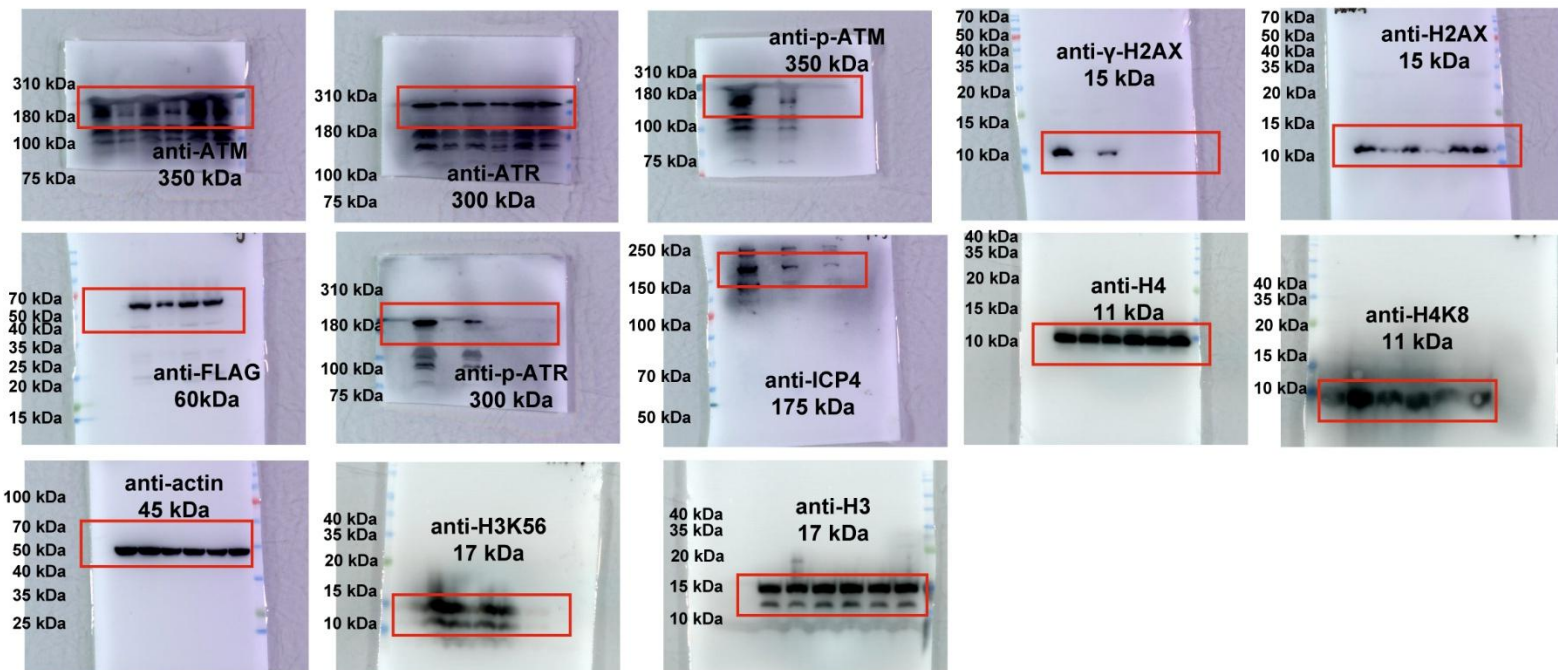 310 kDa
180 kDa
100 kDa
75 kDa
anti-ATM
350 kDa
310 kDa
180 kDa
100 kDa
75 kDa
anti-ATR
300 kDa
anti-p-ATM
350 kDa
310 kDa
180 kDa
100 kDa
75 kDa
70 kDa
50 kDa
40 kDa
35 kDa
20 kDa
15 kDa
10 kDa
anti-γ-H2AX
15 kDa
70 kDa
50 kDa
40 kDa
35 kDa
20 kDa
15 kDa
10 kDa
anti-H2AX
15 kDa
70 kDa
50 kDa
40 kDa
35 kDa
25 kDa
20 kDa
15 kDa
anti-FLAG
60kDa
310 kDa
180 kDa
100 kDa
75 kDa
anti-p-ATR
300 kDa
250 kDa
150 kDa
100 kDa
70 kDa
50 kDa
anti-ICP4
175 kDa
40 kDa
35 kDa
20 kDa
15 kDa
10 kDa
anti-H4
11 kDa
40 kDa
35 kDa
20 kDa
15 kDa
10 kDa
anti-H4K8
11 kDa
anti-actin
45 kDa
100 kDa
70 kDa
50 kDa
40 kDa
35 kDa
25 kDa
40 kDa
35 kDa
20 kDa
15 kDa
10 kDa
anti-H3K56
17 kDa
anti-H3
17 kDa
40 kDa
35 kDa
20 kDa
15 kDa
10 kDa